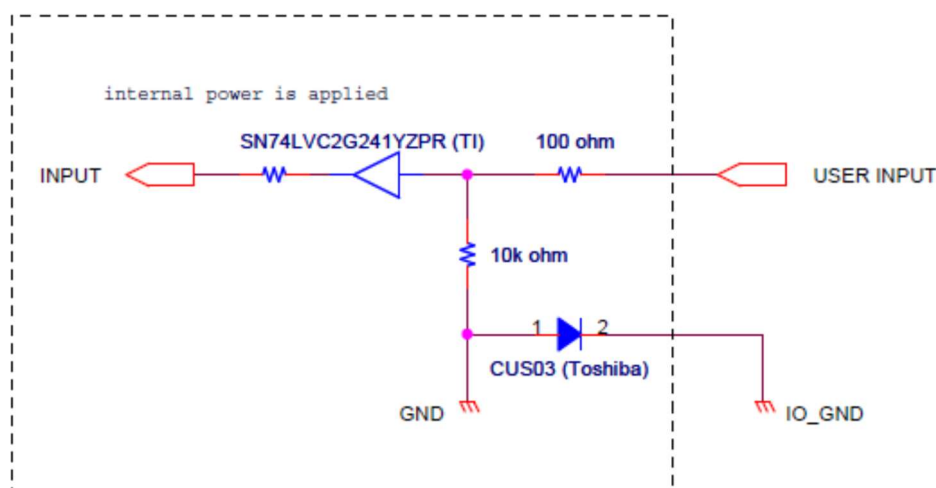 internal power is applied
SN74LVC2G241YZPR (TI)
100 ohm
INPUT
USER INPUT
10k ohm
1
2
CUS03 (Toshiba)
GND
IO_GND